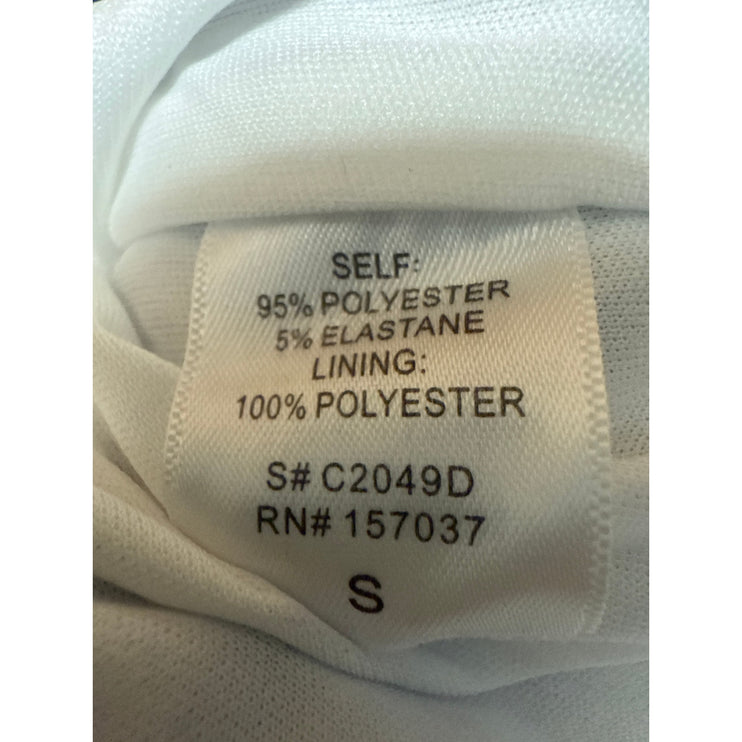 SELF:
95% POLYESTER
5% ELASTANE
LINING:
100% POLYESTER
S# C2049D
RN# 157037
S